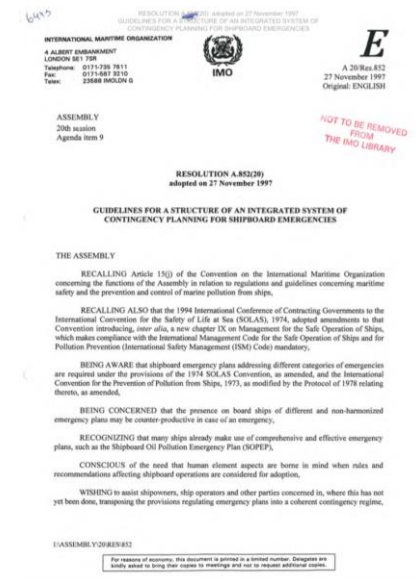 6493
RESOLUTION A.852(20) adopted on 27 November 1997
GUIDELINES FOR A STRUCTURE OF AN INTEGRATED SYSTEM OF
CONTINGENCY PLANNING FOR SHIPBOARD EMERGENCIES
INTERNATIONAL MARITIME ORGANIZATION
4 ALBERT EMBANKMENT
LONDON SE1 7SR
Telephone: 0171-735 7611
Fax: 0171-587 3210
Telex: 23588 IMOLDN G
IMO
E
A 20/Res.852
27 November 1997
Original: ENGLISH
NOT TO BE REMOVED
FROM
THE IMO LIBRARY
ASSEMBLY
20th session
Agenda item 9
RESOLUTION A.852(20)
adopted on 27 November 1997
GUIDELINES FOR A STRUCTURE OF AN INTEGRATED SYSTEM OF
CONTINGENCY PLANNING FOR SHIPBOARD EMERGENCIES
THE ASSEMBLY
RECALLING Article 15(j) of the Convention on the International Maritime Organization
concerning the functions of the Assembly in relation to regulations and guidelines concerning maritime
safety and the prevention and control of marine pollution from ships,
RECALLING ALSO that the 1994 International Conference of Contracting Governments to the
International Convention for the Safety of Life at Sea (SOLAS), 1974, adopted amendments to that
Convention introducing, inter alia, a new chapter IX on Management for the Safe Operation of Ships,
which makes compliance with the International Management Code for the Safe Operation of Ships and for
Pollution Prevention (International Safety Management (ISM) Code) mandatory,
BEING AWARE that shipboard emergency plans addressing different categories of emergencies
are required under the provisions of the 1974 SOLAS Convention, as amended, and the International
Convention for the Prevention of Pollution from Ships, 1973, as modified by the Protocol of 1978 relating
thereto, as amended,
BEING CONCERNED that the presence on board ships of different and non-harmonized
emergency plans may be counter-productive in case of an emergency,
RECOGNIZING that many ships already make use of comprehensive and effective emergency
plans, such as the Shipboard Oil Pollution Emergency Plan (SOPEP),
CONSCIOUS of the need that human element aspects are borne in mind when rules and
recommendations affecting shipboard operations are considered for adoption,
WISHING to assist shipowners, ship operators and other parties concerned in, where this has not
yet been done, transposing the provisions regulating emergency plans into a coherent contingency regime,
I:\ASSEMBLY\20\RES\852
For reasons of economy, this document is printed in a limited number. Delegates are
kindly asked to bring their copies to meetings and not to request additional copies.